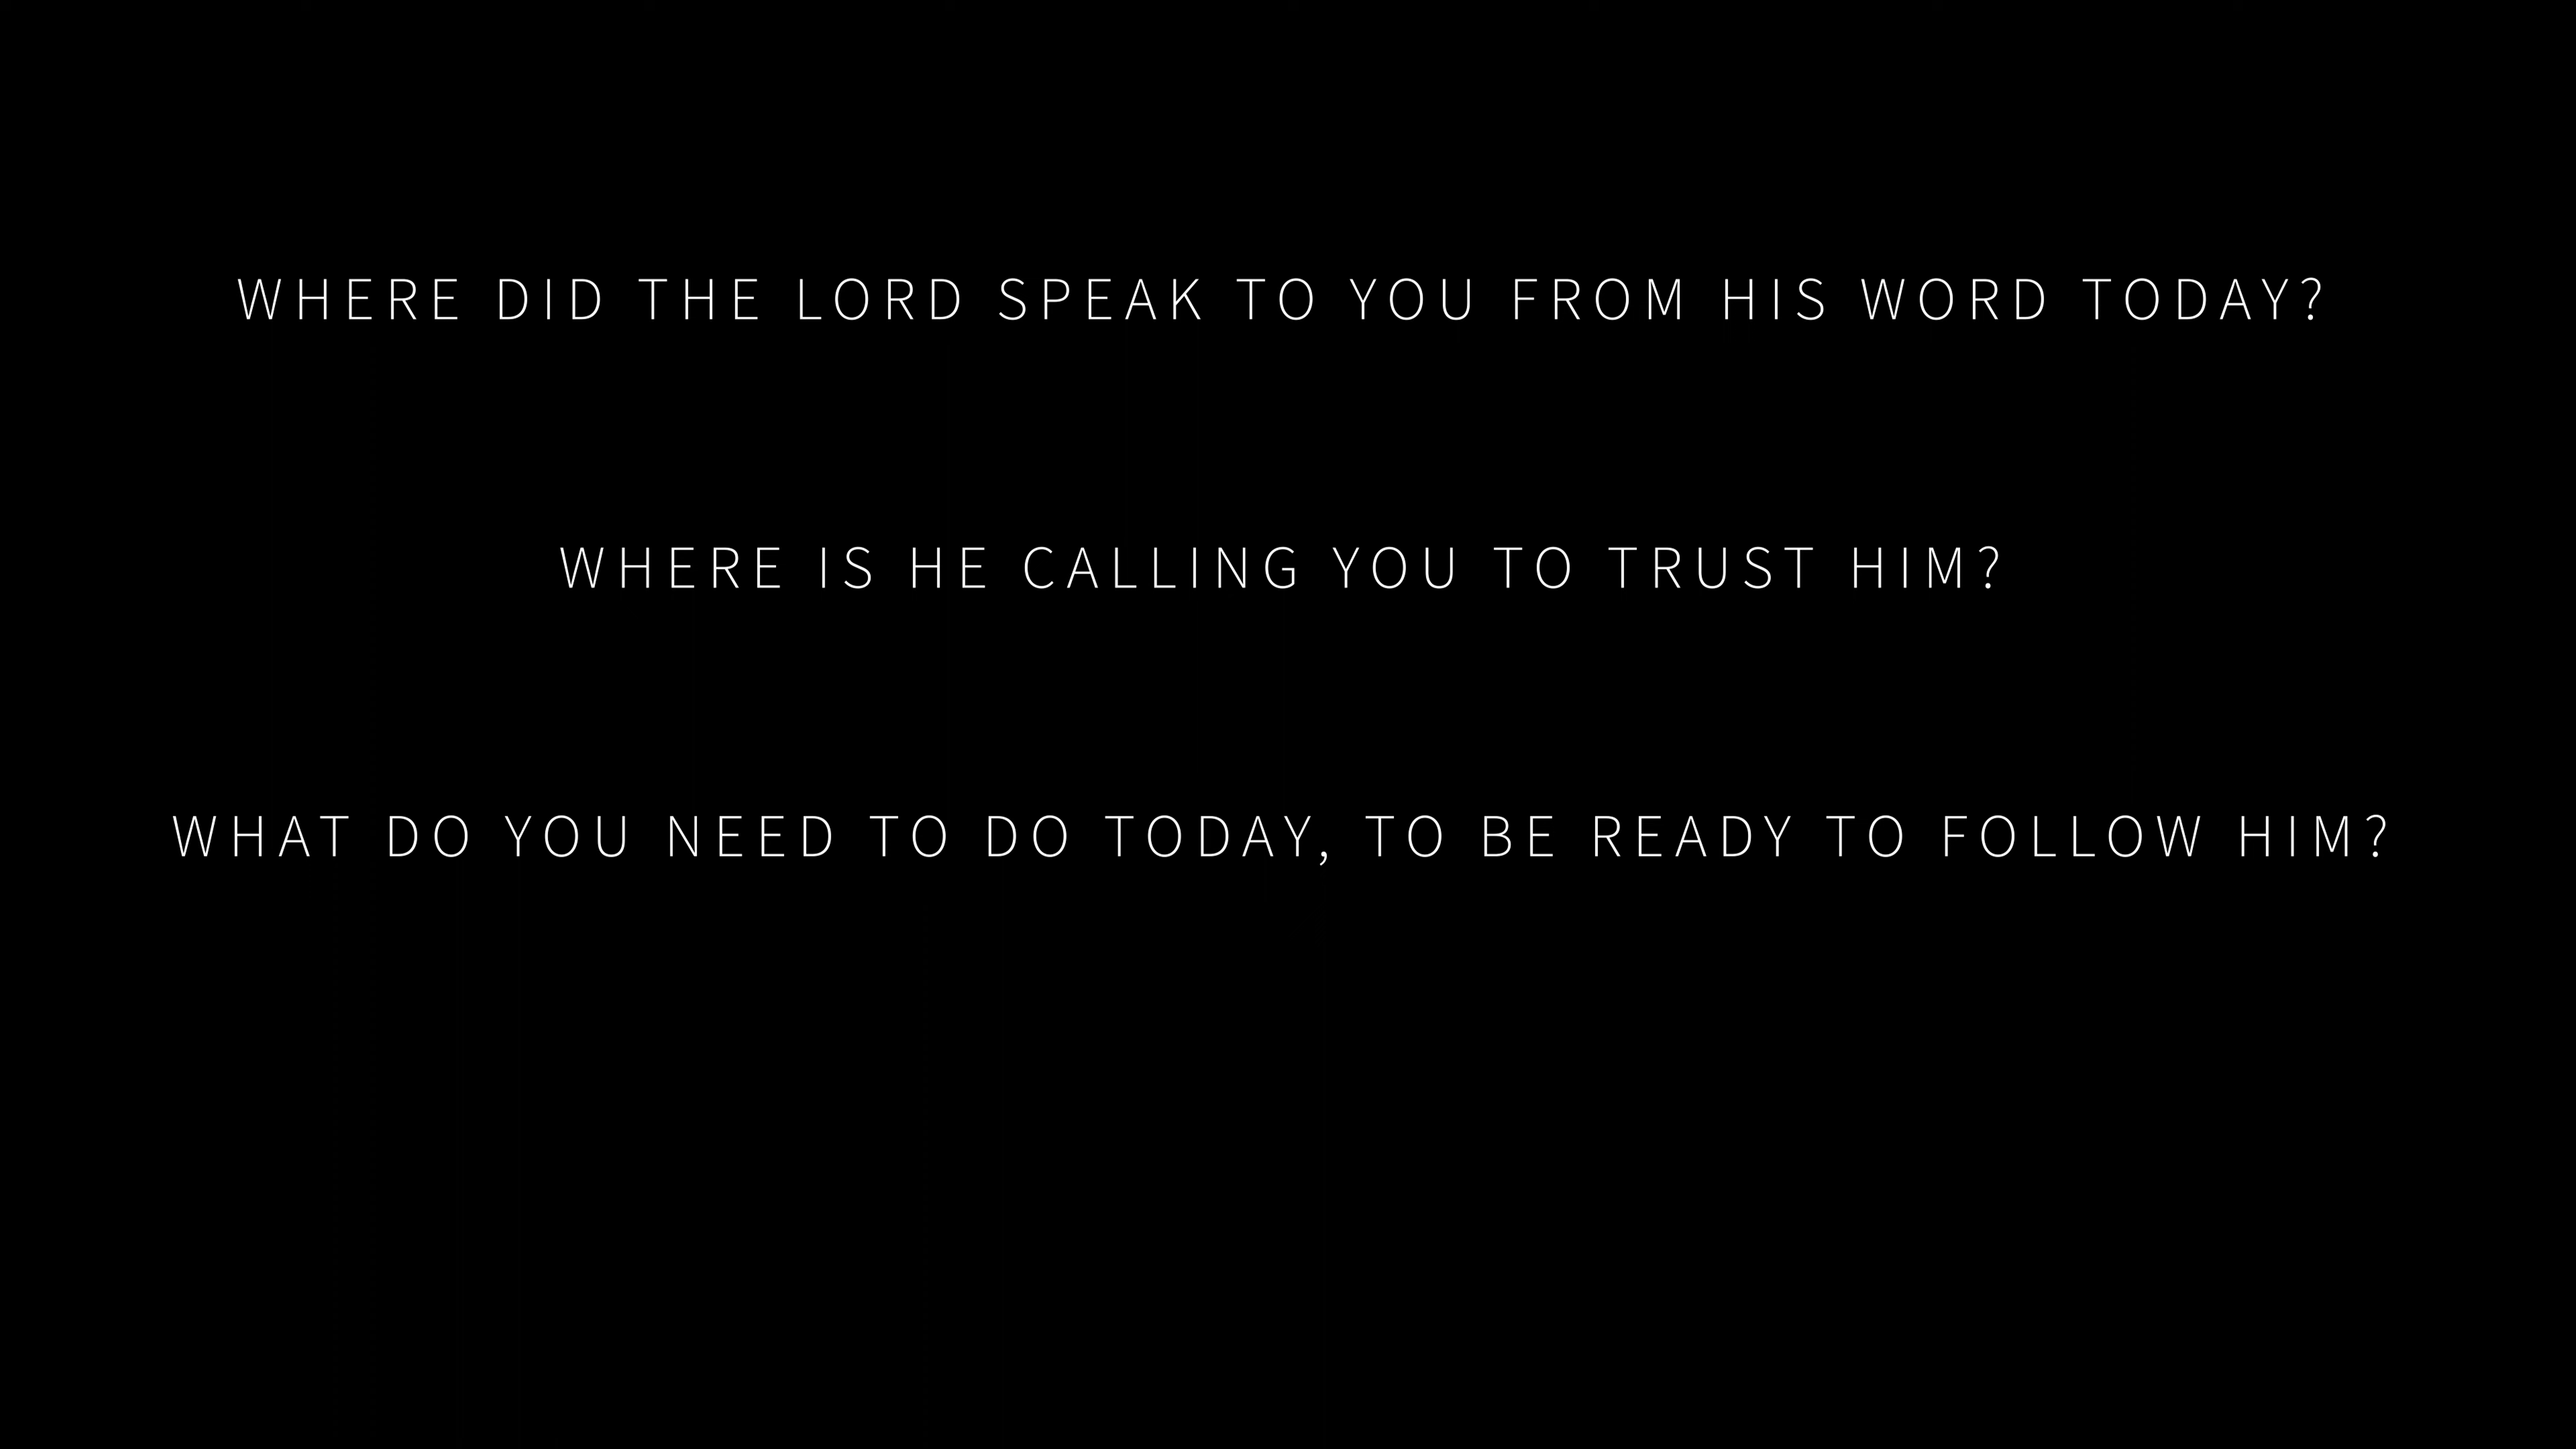 WHERE DID THE LORD SPEAK TO YOU FROM HIS WORD TODAY?
WHERE IS HE CALLING YOU TO TRUST HIM?
WHAT DO YOU NEED TO DO TODAY, TO BE READY TO FOLLOW HIM?